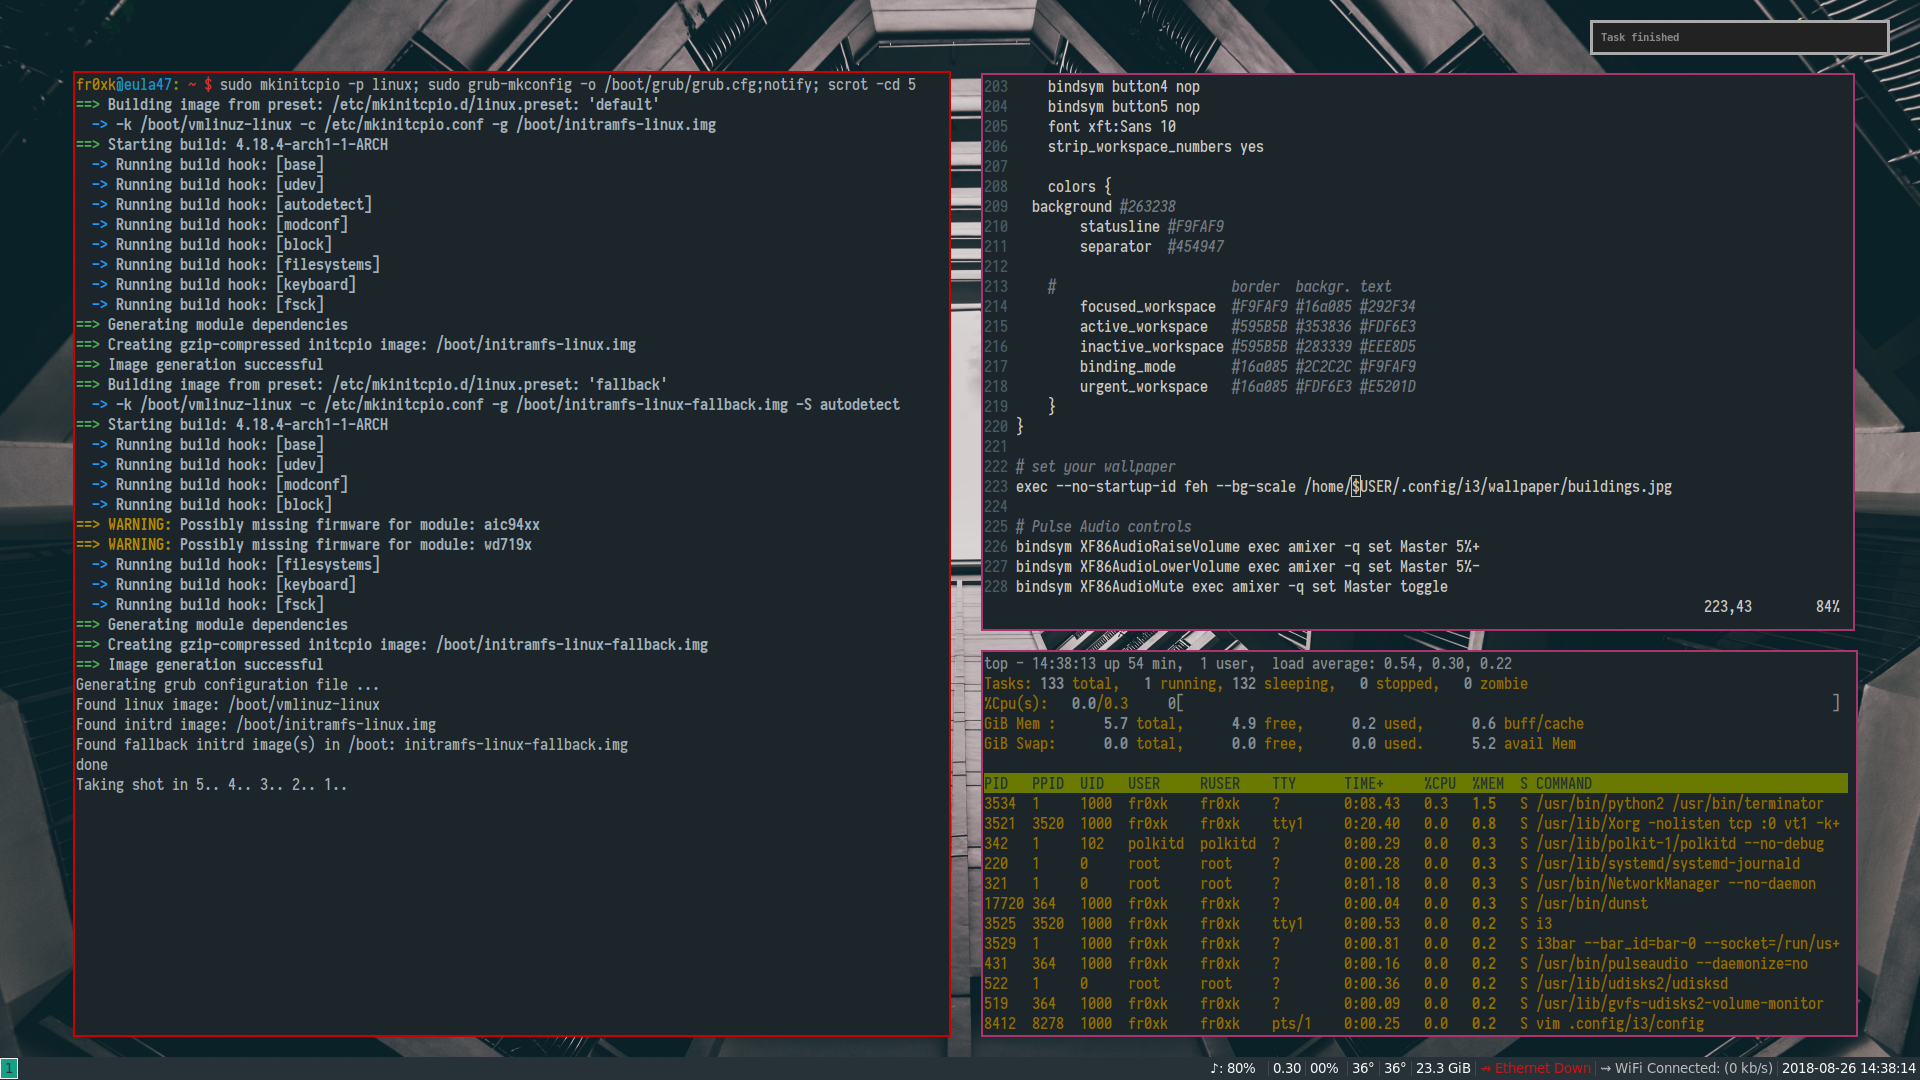 Task finished
fr0xk@eula47: ~ $ sudo mkinitcpio -p linux; sudo grub-mkconfig -o /boot/grub/grub.cfg;notify; scrot -cd 5
==> Building image from preset: /etc/mkinitcpio.d/linux.preset: 'default'
  -> -k /boot/vmlinuz-linux -c /etc/mkinitcpio.conf -g /boot/initramfs-linux.img
==> Starting build: 4.18.4-arch1-1-ARCH
  -> Running build hook: [base]
  -> Running build hook: [udev]
  -> Running build hook: [autodetect]
  -> Running build hook: [modconf]
  -> Running build hook: [block]
  -> Running build hook: [filesystems]
  -> Running build hook: [keyboard]
  -> Running build hook: [fsck]
==> Generating module dependencies
==> Creating gzip-compressed initcpio image: /boot/initramfs-linux.img
==> Image generation successful
==> Building image from preset: /etc/mkinitcpio.d/linux.preset: 'fallback'
  -> -k /boot/vmlinuz-linux -c /etc/mkinitcpio.conf -g /boot/initramfs-linux-fallback.img -S autodetect
==> Starting build: 4.18.4-arch1-1-ARCH
  -> Running build hook: [base]
  -> Running build hook: [udev]
  -> Running build hook: [modconf]
  -> Running build hook: [block]
==> WARNING: Possibly missing firmware for module: aic94xx
==> WARNING: Possibly missing firmware for module: wd719x
  -> Running build hook: [filesystems]
  -> Running build hook: [keyboard]
  -> Running build hook: [fsck]
==> Generating module dependencies
==> Creating gzip-compressed initcpio image: /boot/initramfs-linux-fallback.img
==> Image generation successful
Generating grub configuration file ...
Found linux image: /boot/vmlinuz-linux
Found initrd image: /boot/initramfs-linux.img
Found fallback initrd image(s) in /boot: initramfs-linux-fallback.img
done
Taking shot in 5.. 4.. 3.. 2.. 1..
203     bindsym button4 nop
204     bindsym button5 nop
205     font xft:Sans 10
206     strip_workspace_numbers yes
207
208     colors {
209   background #263238
210         statusline #F9FAF9
211         separator  #454947
212
213     #                      border  backgr. text
214         focused_workspace  #F9FAF9 #16a085 #292F34
215         active_workspace   #595B5B #353836 #FDF6E3
216         inactive_workspace #595B5B #283339 #EEE8D5
217         binding_mode       #16a085 #2C2C2C #F9FAF9
218         urgent_workspace   #16a085 #FDF6E3 #E5201D
219     }
220 }
221
222 # set your wallpaper
223 exec --no-startup-id feh --bg-scale /home/$USER/.config/i3/wallpaper/buildings.jpg
224
225 # Pulse Audio controls
226 bindsym XF86AudioRaiseVolume exec amixer -q set Master 5%+
227 bindsym XF86AudioLowerVolume exec amixer -q set Master 5%-
228 bindsym XF86AudioMute exec amixer -q set Master toggle
223,43        84%
top - 14:38:13 up 54 min,  1 user,  load average: 0.54, 0.30, 0.22
Tasks: 133 total,   1 running, 132 sleeping,   0 stopped,   0 zombie
%Cpu(s):   0.0/0.3     0[                                                                                  ]
GiB Mem :      5.7 total,      4.9 free,      0.2 used,      0.6 buff/cache
GiB Swap:      0.0 total,      0.0 free,      0.0 used.      5.2 avail Mem
PID   PPID  UID   USER     RUSER    TTY      TIME+     %CPU  %MEM  S COMMAND
3534  1     1000  fr0xk    fr0xk    ?        0:08.43   0.3   1.5   S /usr/bin/python2 /usr/bin/terminator
3521  3520  1000  fr0xk    fr0xk    tty1     0:20.40   0.0   0.8   S /usr/lib/Xorg -nolisten tcp :0 vt1 -k+
342   1     102   polkitd  polkitd  ?        0:00.29   0.0   0.3   S /usr/lib/polkit-1/polkitd --no-debug
220   1     0     root     root     ?        0:00.28   0.0   0.3   S /usr/lib/systemd/systemd-journald
321   1     0     root     root     ?        0:01.18   0.0   0.3   S /usr/bin/NetworkManager --no-daemon
17720 364   1000  fr0xk    fr0xk    ?        0:00.04   0.0   0.3   S /usr/bin/dunst
3525  3520  1000  fr0xk    fr0xk    tty1     0:00.53   0.0   0.2   S i3
3529  1     1000  fr0xk    fr0xk    ?        0:00.81   0.0   0.2   S i3bar --bar_id=bar-0 --socket=/run/us+
431   364   1000  fr0xk    fr0xk    ?        0:00.16   0.0   0.2   S /usr/bin/pulseaudio --daemonize=no
522   1     0     root     root     ?        0:00.36   0.0   0.2   S /usr/lib/udisks2/udisksd
519   364   1000  fr0xk    fr0xk    ?        0:00.09   0.0   0.2   S /usr/lib/gvfs-udisks2-volume-monitor
8412  8278  1000  fr0xk    fr0xk    pts/1    0:00.25   0.0   0.2   S vim .config/i3/config
1
♪: 80% | 0.30 | 00% | 36° | 36° | 23.3 GiB | → Ethernet Down | → WiFi Connected: (0 kb/s) | 2018-08-26 14:38:14